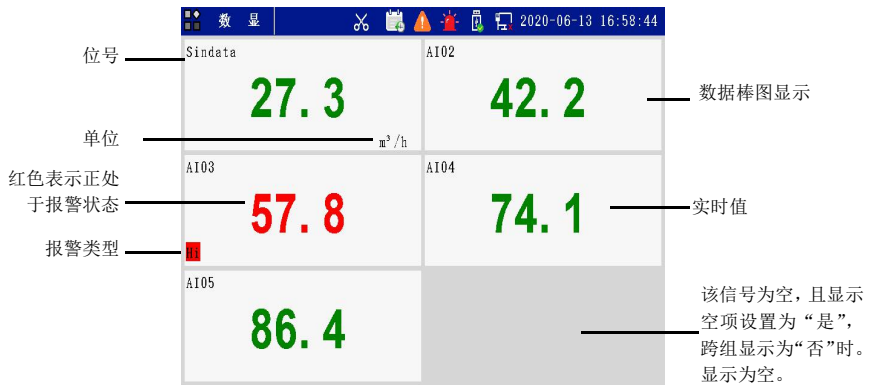 数 显
2020-06-13 16:58:44
位号
Sindata
27.3
单位
m³/h
AI02
42.2
数据棒图显示
红色表示正处
于报警状态
AI03
57.8
报警类型
Hi
AI04
74.1
实时值
AI05
86.4
该信号为空，且显示
空项设置为“是”，
跨组显示为“否”时。
显示为空。